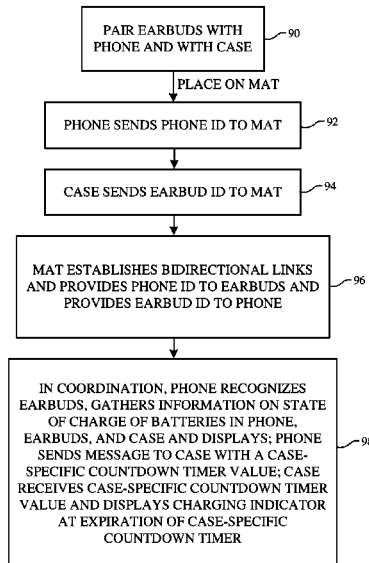 PAIR EARBUDS WITH
PHONE AND WITH CASE
90
PLACE ON MAT
PHONE SENDS PHONE ID TO MAT
92
CASE SENDS EARBUD ID TO MAT
94
MAT ESTABLISHES BIDIRECTIONAL LINKS
AND PROVIDES PHONE ID TO EARBUDS AND
PROVIDES EARBUD ID TO PHONE
96
IN COORDINATION, PHONE RECOGNIZES
EARBUDS, GATHERS INFORMATION ON STATE
OF CHARGE OF BATTERIES IN PHONE,
EARBUDS, AND CASE AND DISPLAYS; PHONE
SENDS MESSAGE TO CASE WITH A CASE-
SPECIFIC COUNTDOWN TIMER VALUE; CASE
RECEIVES CASE-SPECIFIC COUNTDOWN TIMER
VALUE AND DISPLAYS CHARGING INDICATOR
AT EXPIRATION OF CASE-SPECIFIC
COUNTDOWN TIMER
98